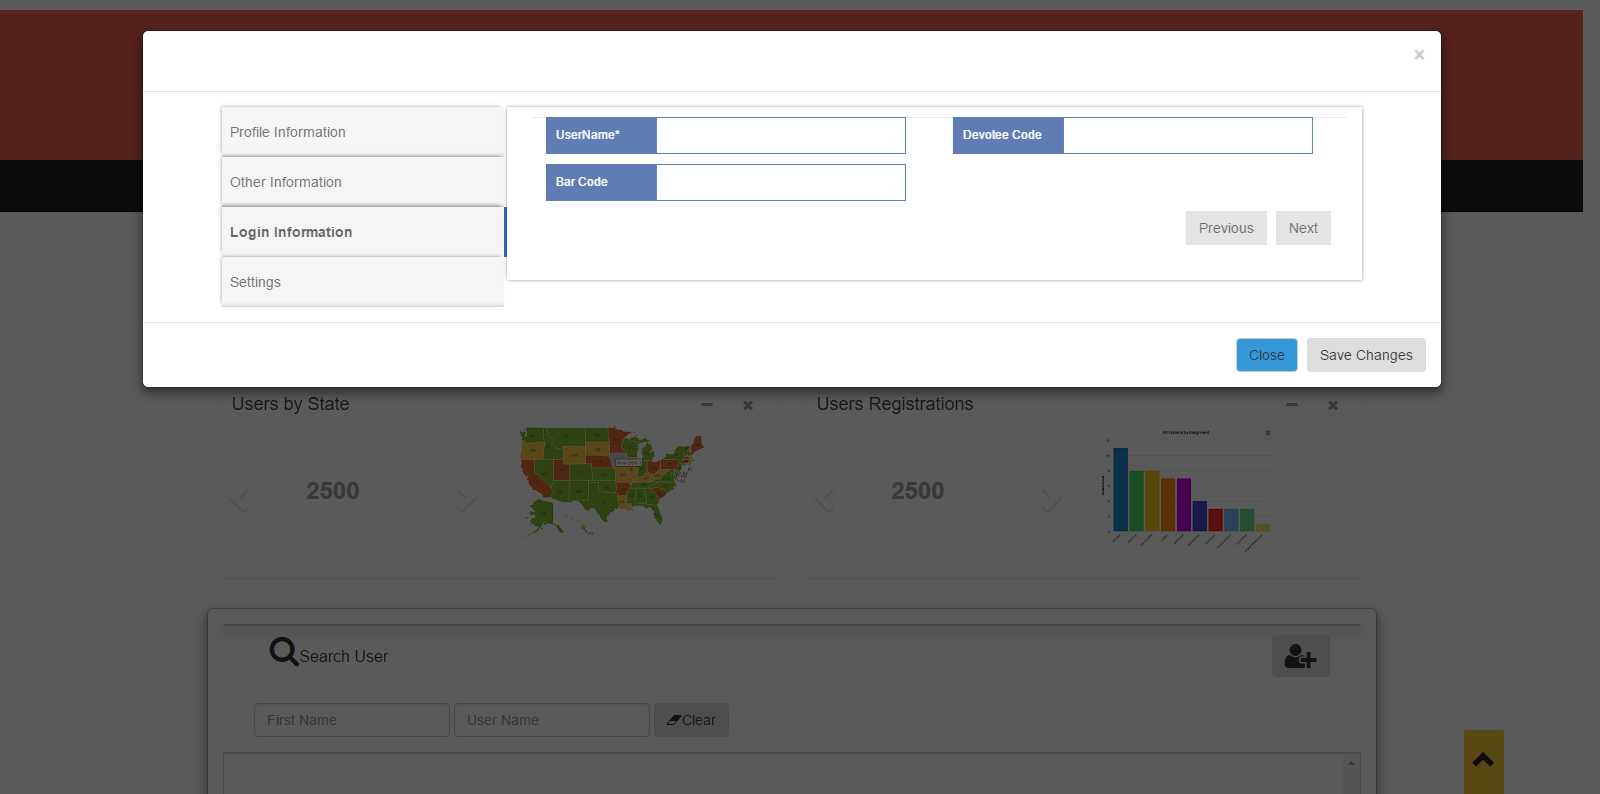 ×
Profile Information
Other Information
Login Information
Settings
UserName*
Devotee Code
Bar Code
Previous
Next
Close
Save Changes
Users by State
Users Registrations
2500
2500
Search User
First Name
User Name
Clear